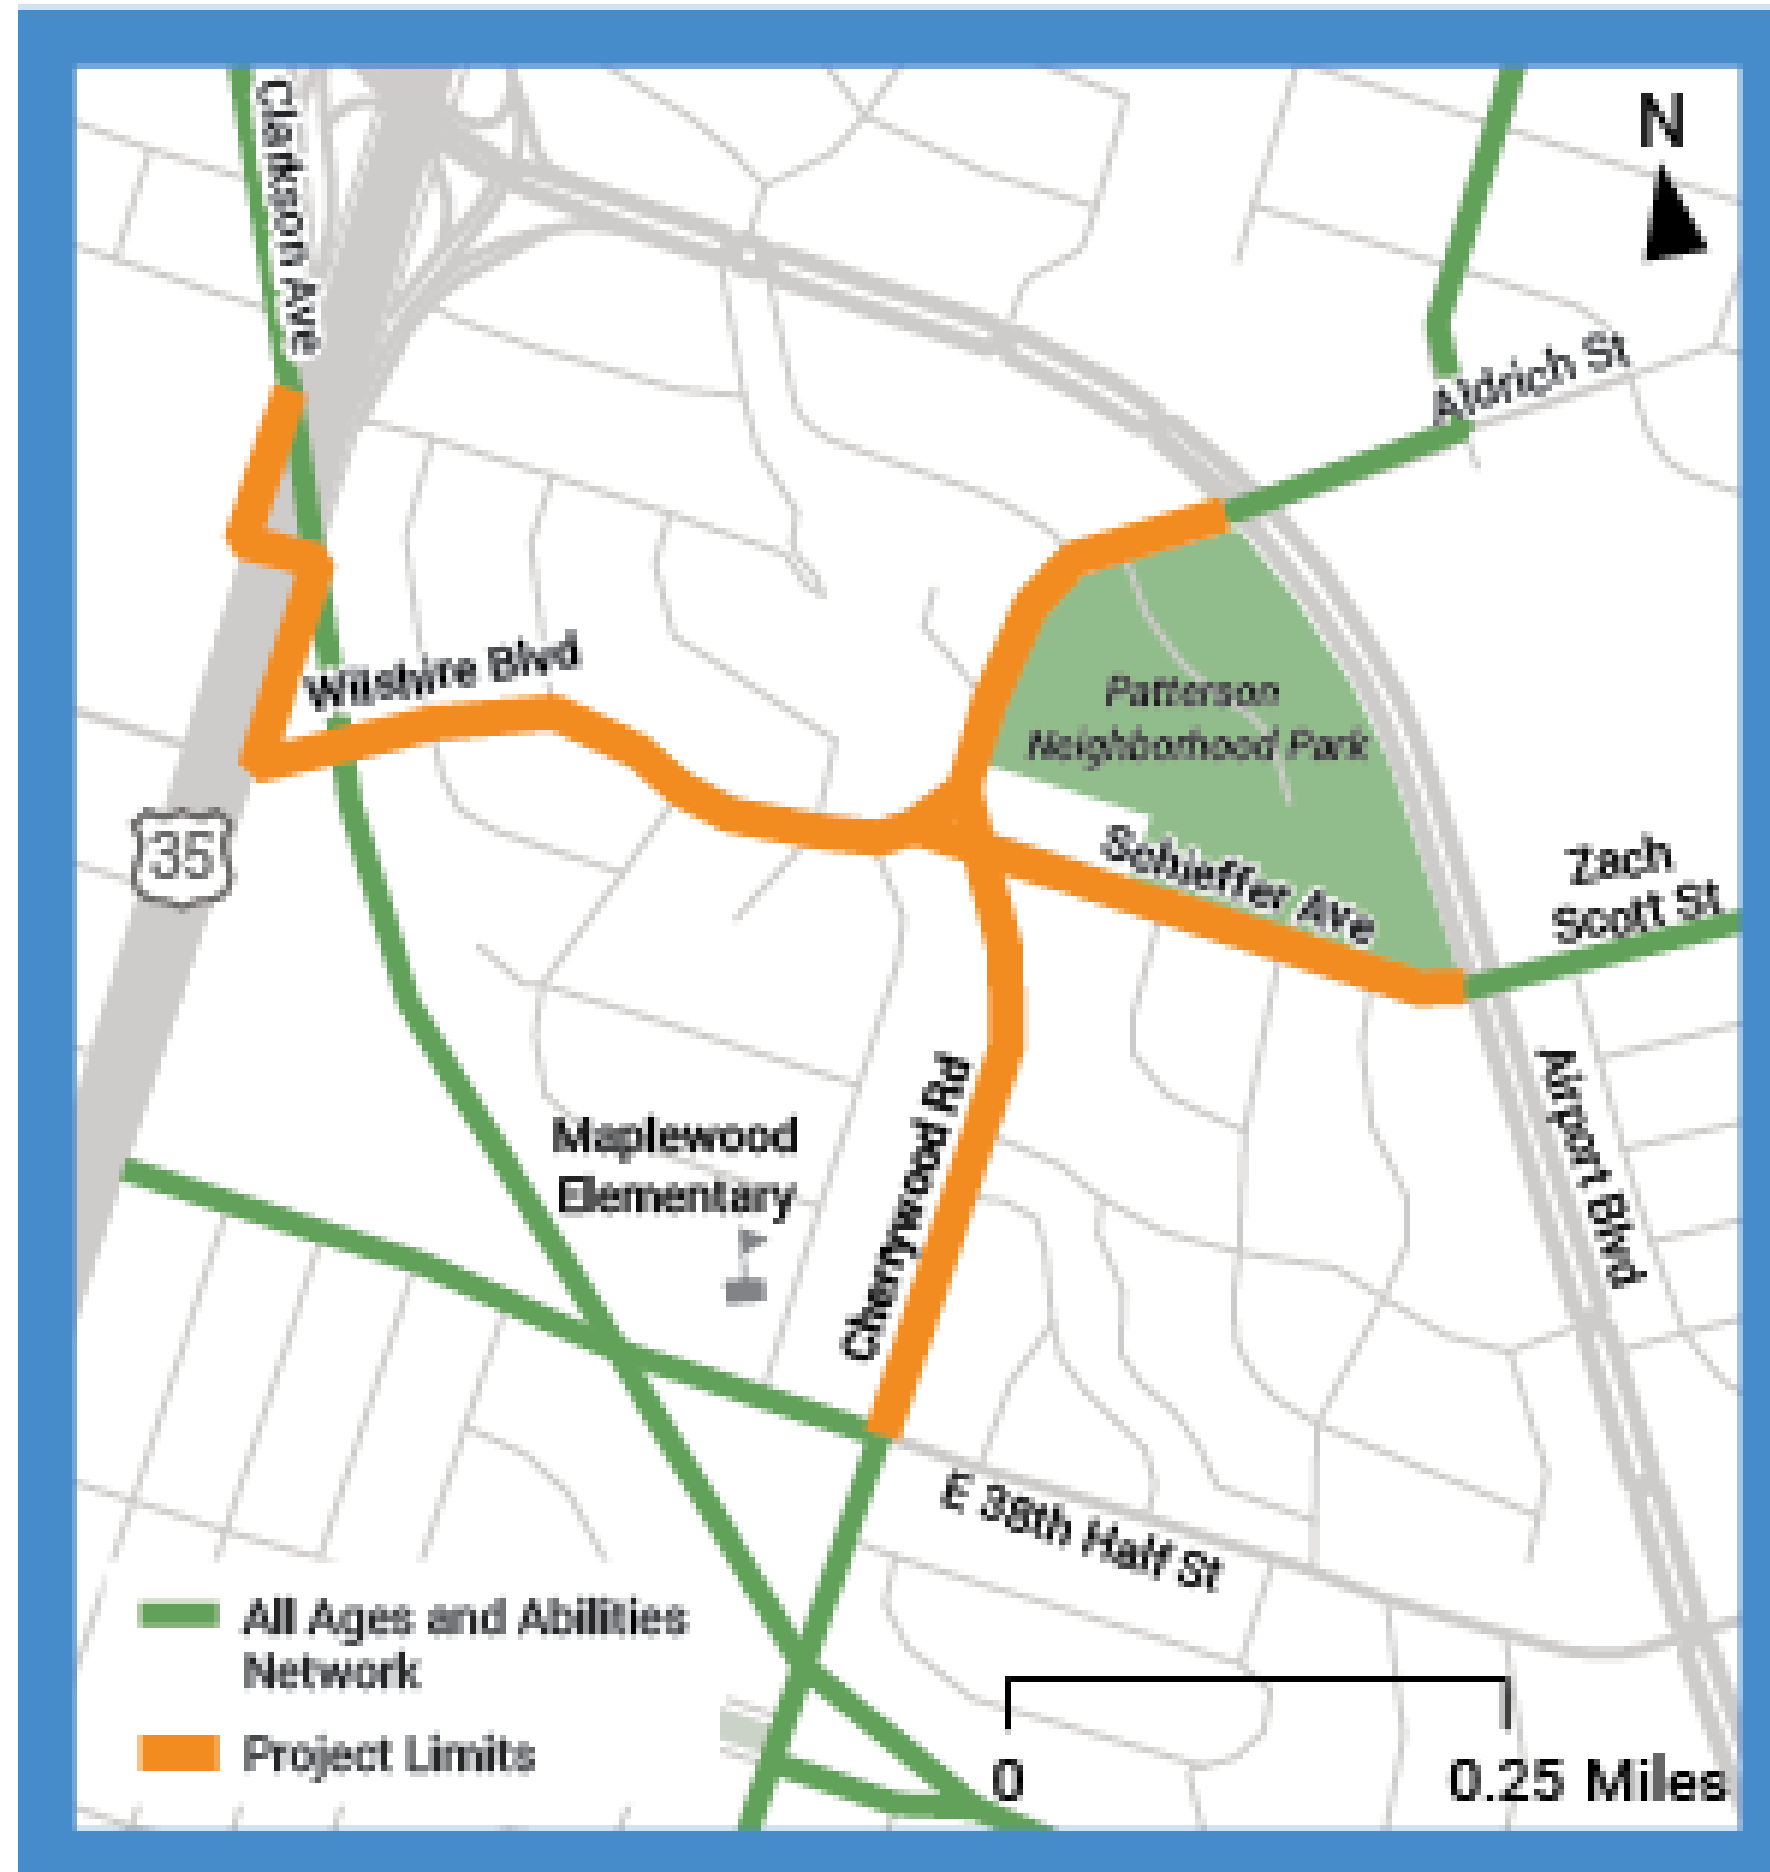 N
Clarkson Ave
Aldrich St
Wilshire Blvd
Patterson
Neighborhood Park
35
Schieffer Ave
Zach
Scott St
Airport Blvd
Maplewood
Elementary
Cherrywood Rd
E 38th Half St
All Ages and Abilities
Network
Project Limits
0
0.25 Miles